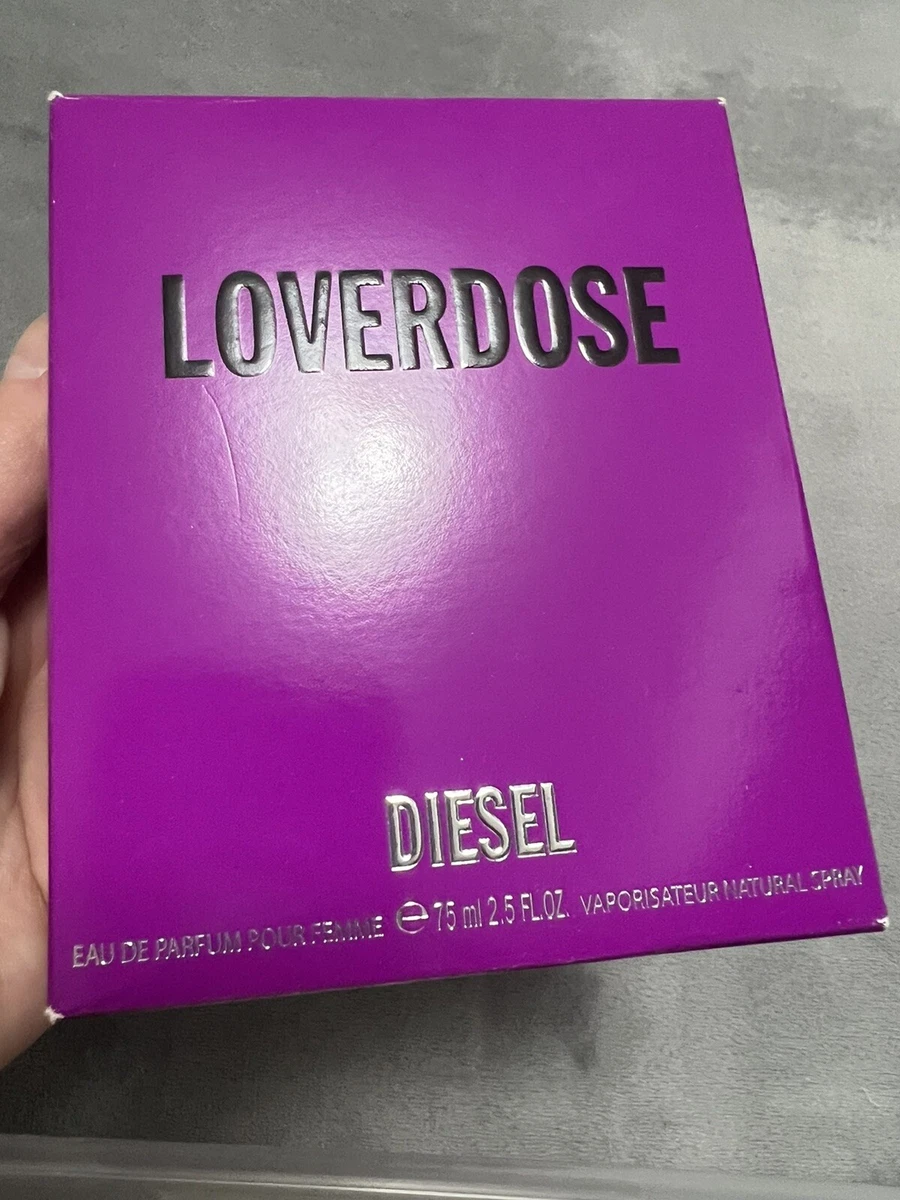 LOVERDOSE
DIESEL
EAU DE PARFUM POUR FEMME ℮ 75 ml 2.5 FL.OZ. VAPORISATEUR NATURAL SPRAY